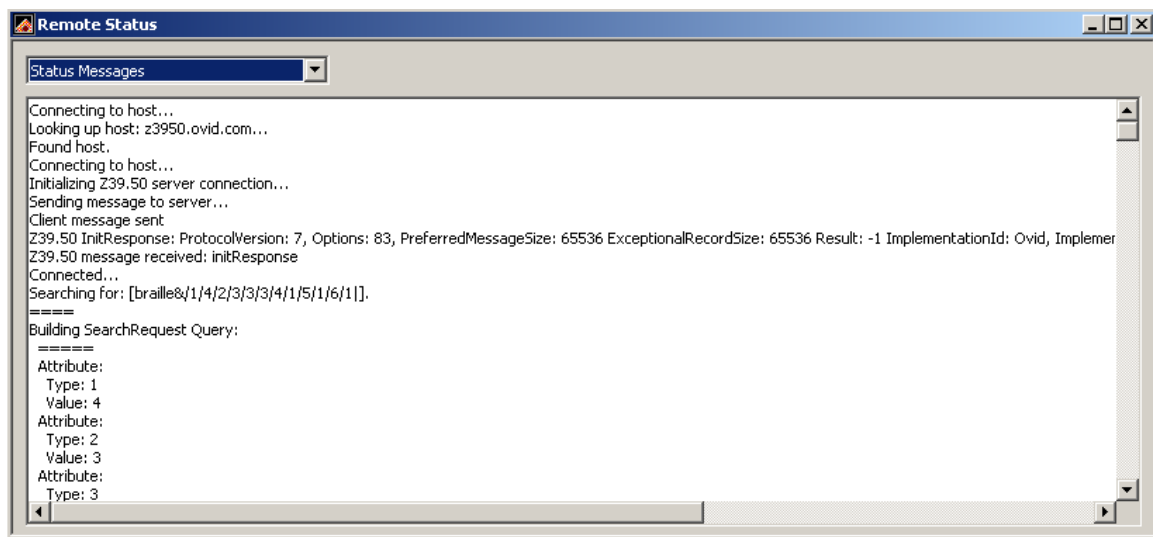 Remote Status
Status Messages
Connecting to host...
Looking up host: z3950.ovid.com...
Found host.
Connecting to host...
Initializing Z39.50 server connection...
Sending message to server...
Client message sent
Z39.50 InitResponse: ProtocolVersion: 7, Options: 83, PreferredMessageSize: 65536 ExceptionalRecordSize: 65536 Result: -1 ImplementationId: Ovid, Implemer
Z39.50 message received: initResponse
Connected...
Searching for: [braille&/1/4/2/3/3/3/4/1/5/1/6/1|].
====
Building SearchRequest Query:
=====
Attribute:
Type: 1
Value: 4
Attribute:
Type: 2
Value: 3
Attribute:
Type: 3